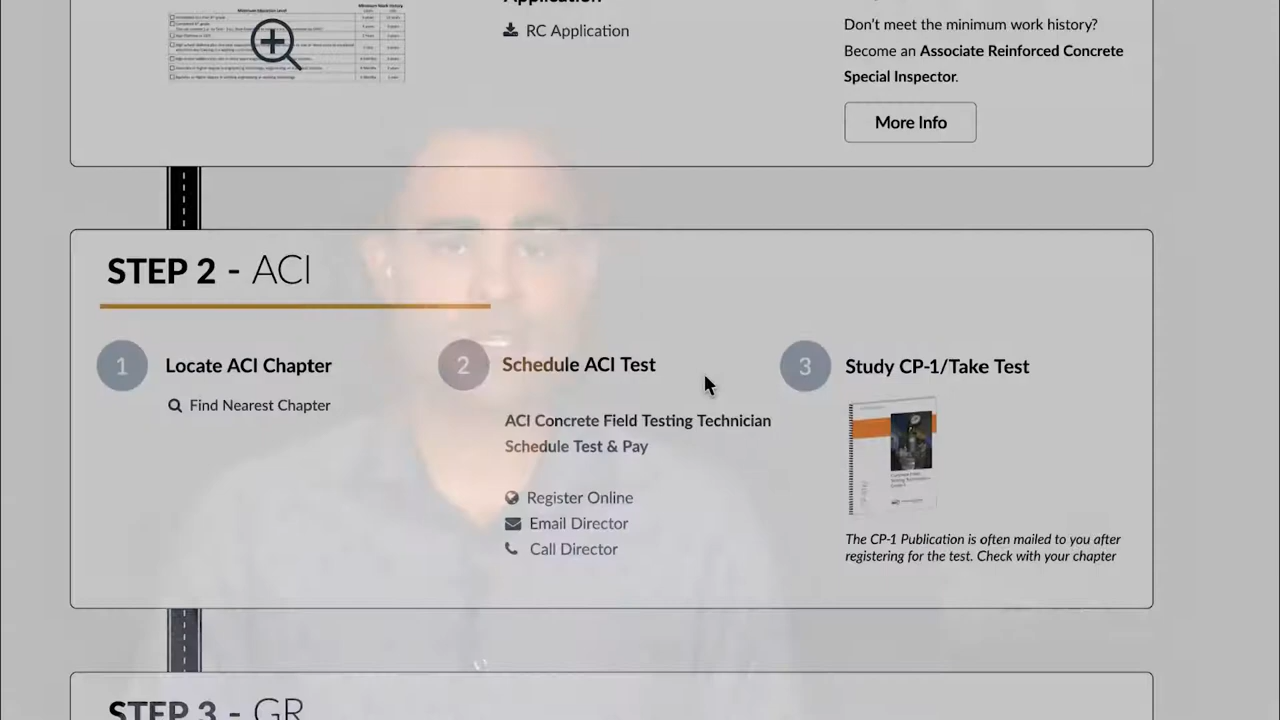 Application
RC Application
Don't meet the minimum work history?
Become an Associate Reinforced Concrete
Special Inspector.
More Info
STEP 2 - ACI
1
Locate ACI Chapter
Find Nearest Chapter
2
Schedule ACI Test
ACI Concrete Field Testing Technician
Schedule Test & Pay
Register Online
Email Director
Call Director
3
Study CP-1/Take Test
The CP-1 Publication is often mailed to you after
registering for the test. Check with your chapter
STEP 3 - GR